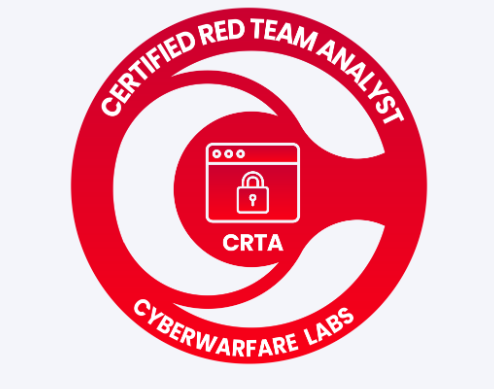 CERTIFIED RED TEAM ANALYST
CRTA
CYBERWARFARE LABS